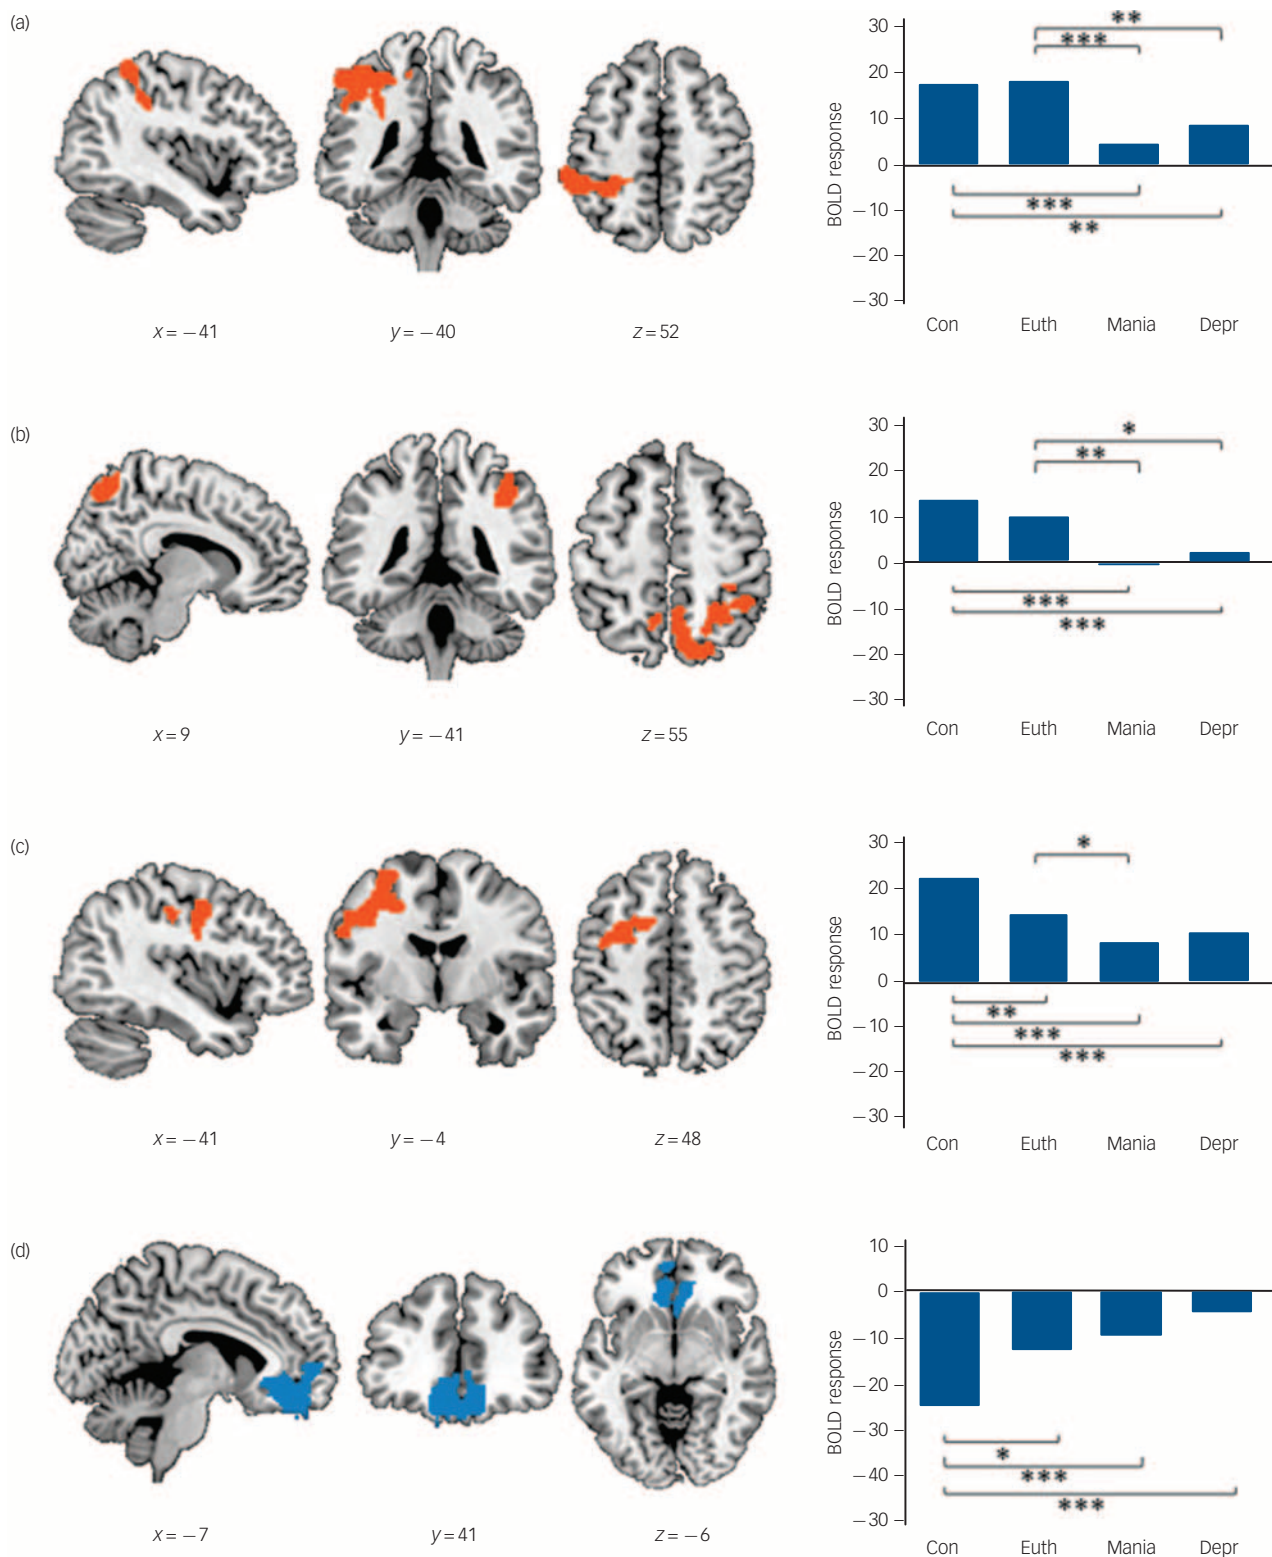 (a)
30
20
10
0
−10
−20
−30
BOLD response
**
***
***
**
Con Euth Mania Depr
x = −41 y = −40 z = 52
(b)
30
20
10
0
−10
−20
−30
BOLD response
*
**
***
***
Con Euth Mania Depr
x = 9 y = −41 z = 55
(c)
30
20
10
0
−10
−20
−30
BOLD response
*
**
***
***
Con Euth Mania Depr
x = −41 y = −4 z = 48
(d)
10
0
−10
−20
−30
−40
−30
BOLD response
*
***
***
Con Euth Mania Depr
x = −7 y = 41 z = −6